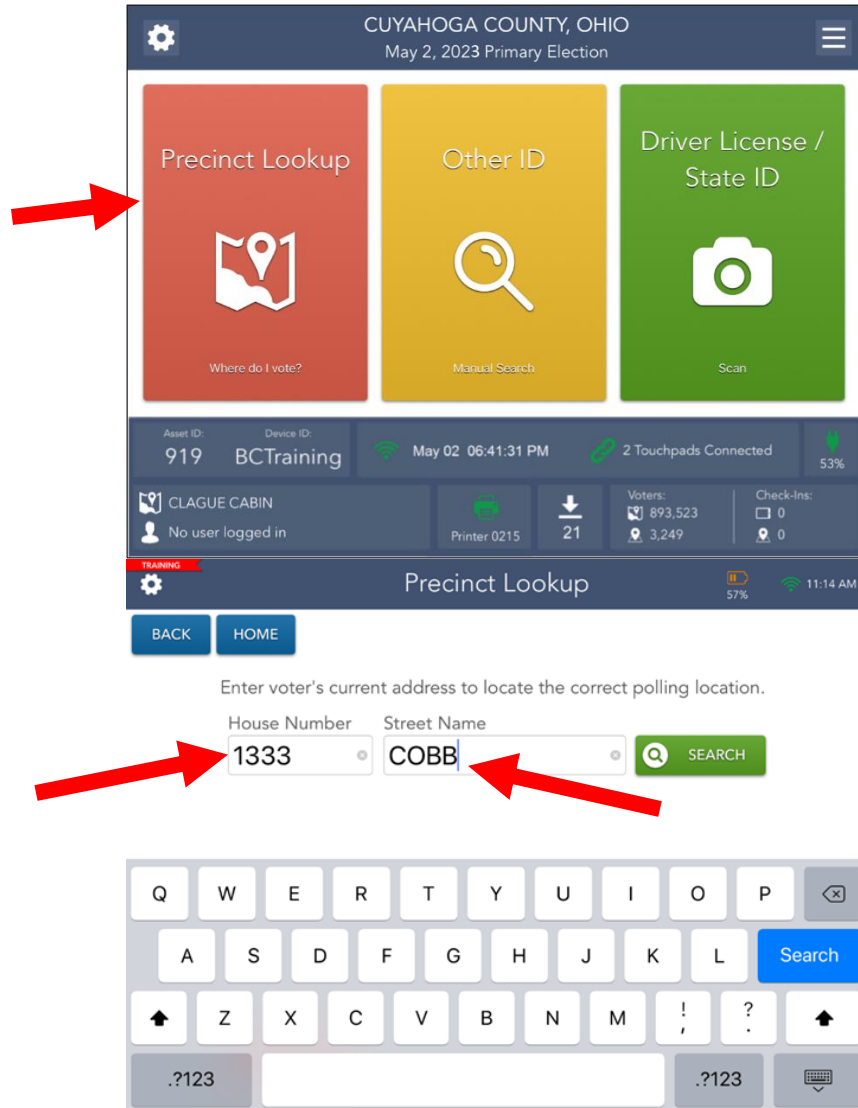 CUYAHOGA COUNTY, OHIO
May 2, 2023 Primary Election
Precinct Lookup
Where do I vote?
Other ID
Manual Search
Driver License /
State ID
Scan
Asset ID:
919
Device ID:
BCTraining
May 02 06:41:31 PM
2 Touchpads Connected
53%
CLAGUE CABIN
No user logged in
Printer 0215
21
Voters:
893,523
3,249
Check-Ins:
0
0
TRAINING
Precinct Lookup
57%
11:14 AM
BACK HOME
Enter voter's current address to locate the correct polling location.
House Number Street Name
1333 COBB SEARCH
Q W E R T Y U I O P
A S D F G H J K L Search
Z X C V B N M ! , ? .
.?123 .?123